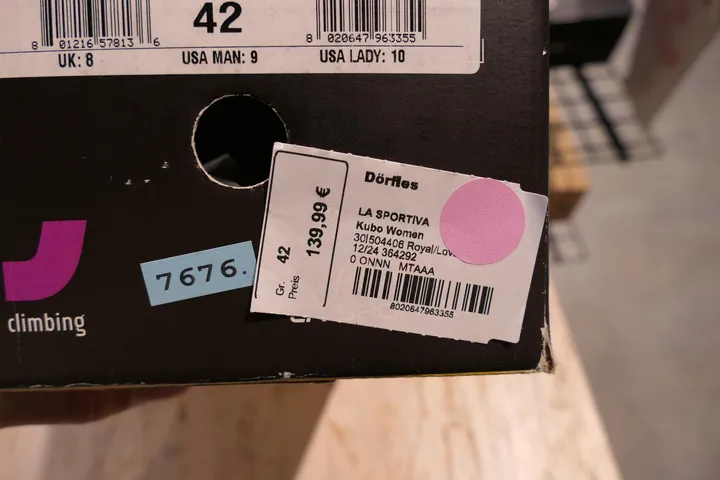 42
8 01216 57813 6
8 020647 963355
UK: 8 USA MAN: 9 USA LADY: 10
climbing
7676.
Gr. 42
Preis 139,99 €
Dörfles
LA SPORTIVA
Kubo Women
30|504408 Royal/Lov
12/24 364292
0 ONNN MTAAA
8020647963355